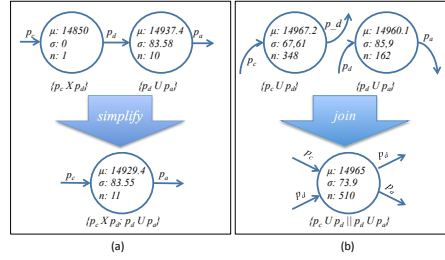 p_c
μ: 14850
σ: 0
n: 1
p_d
μ: 14937.4
σ: 83.58
n: 10
p_a
{p_c X p_d}
{p_d U p_a}
simplify
p_c
μ: 14929.4
σ: 83.55
n: 11
p_a
{p_c X p_d; p_d U p_a}
(a)
p_c
μ: 14967.2
σ: 67,61
n: 348
p_d
p_d
μ: 14960.1
σ: 85,9
n: 162
p_a
{p_c U p_d}
{p_d U p_a}
join
p_c
p_d
μ: 14965
σ: 73.9
n: 510
p_d
p_a
{p_c U p_d || p_d U p_a}
(b)